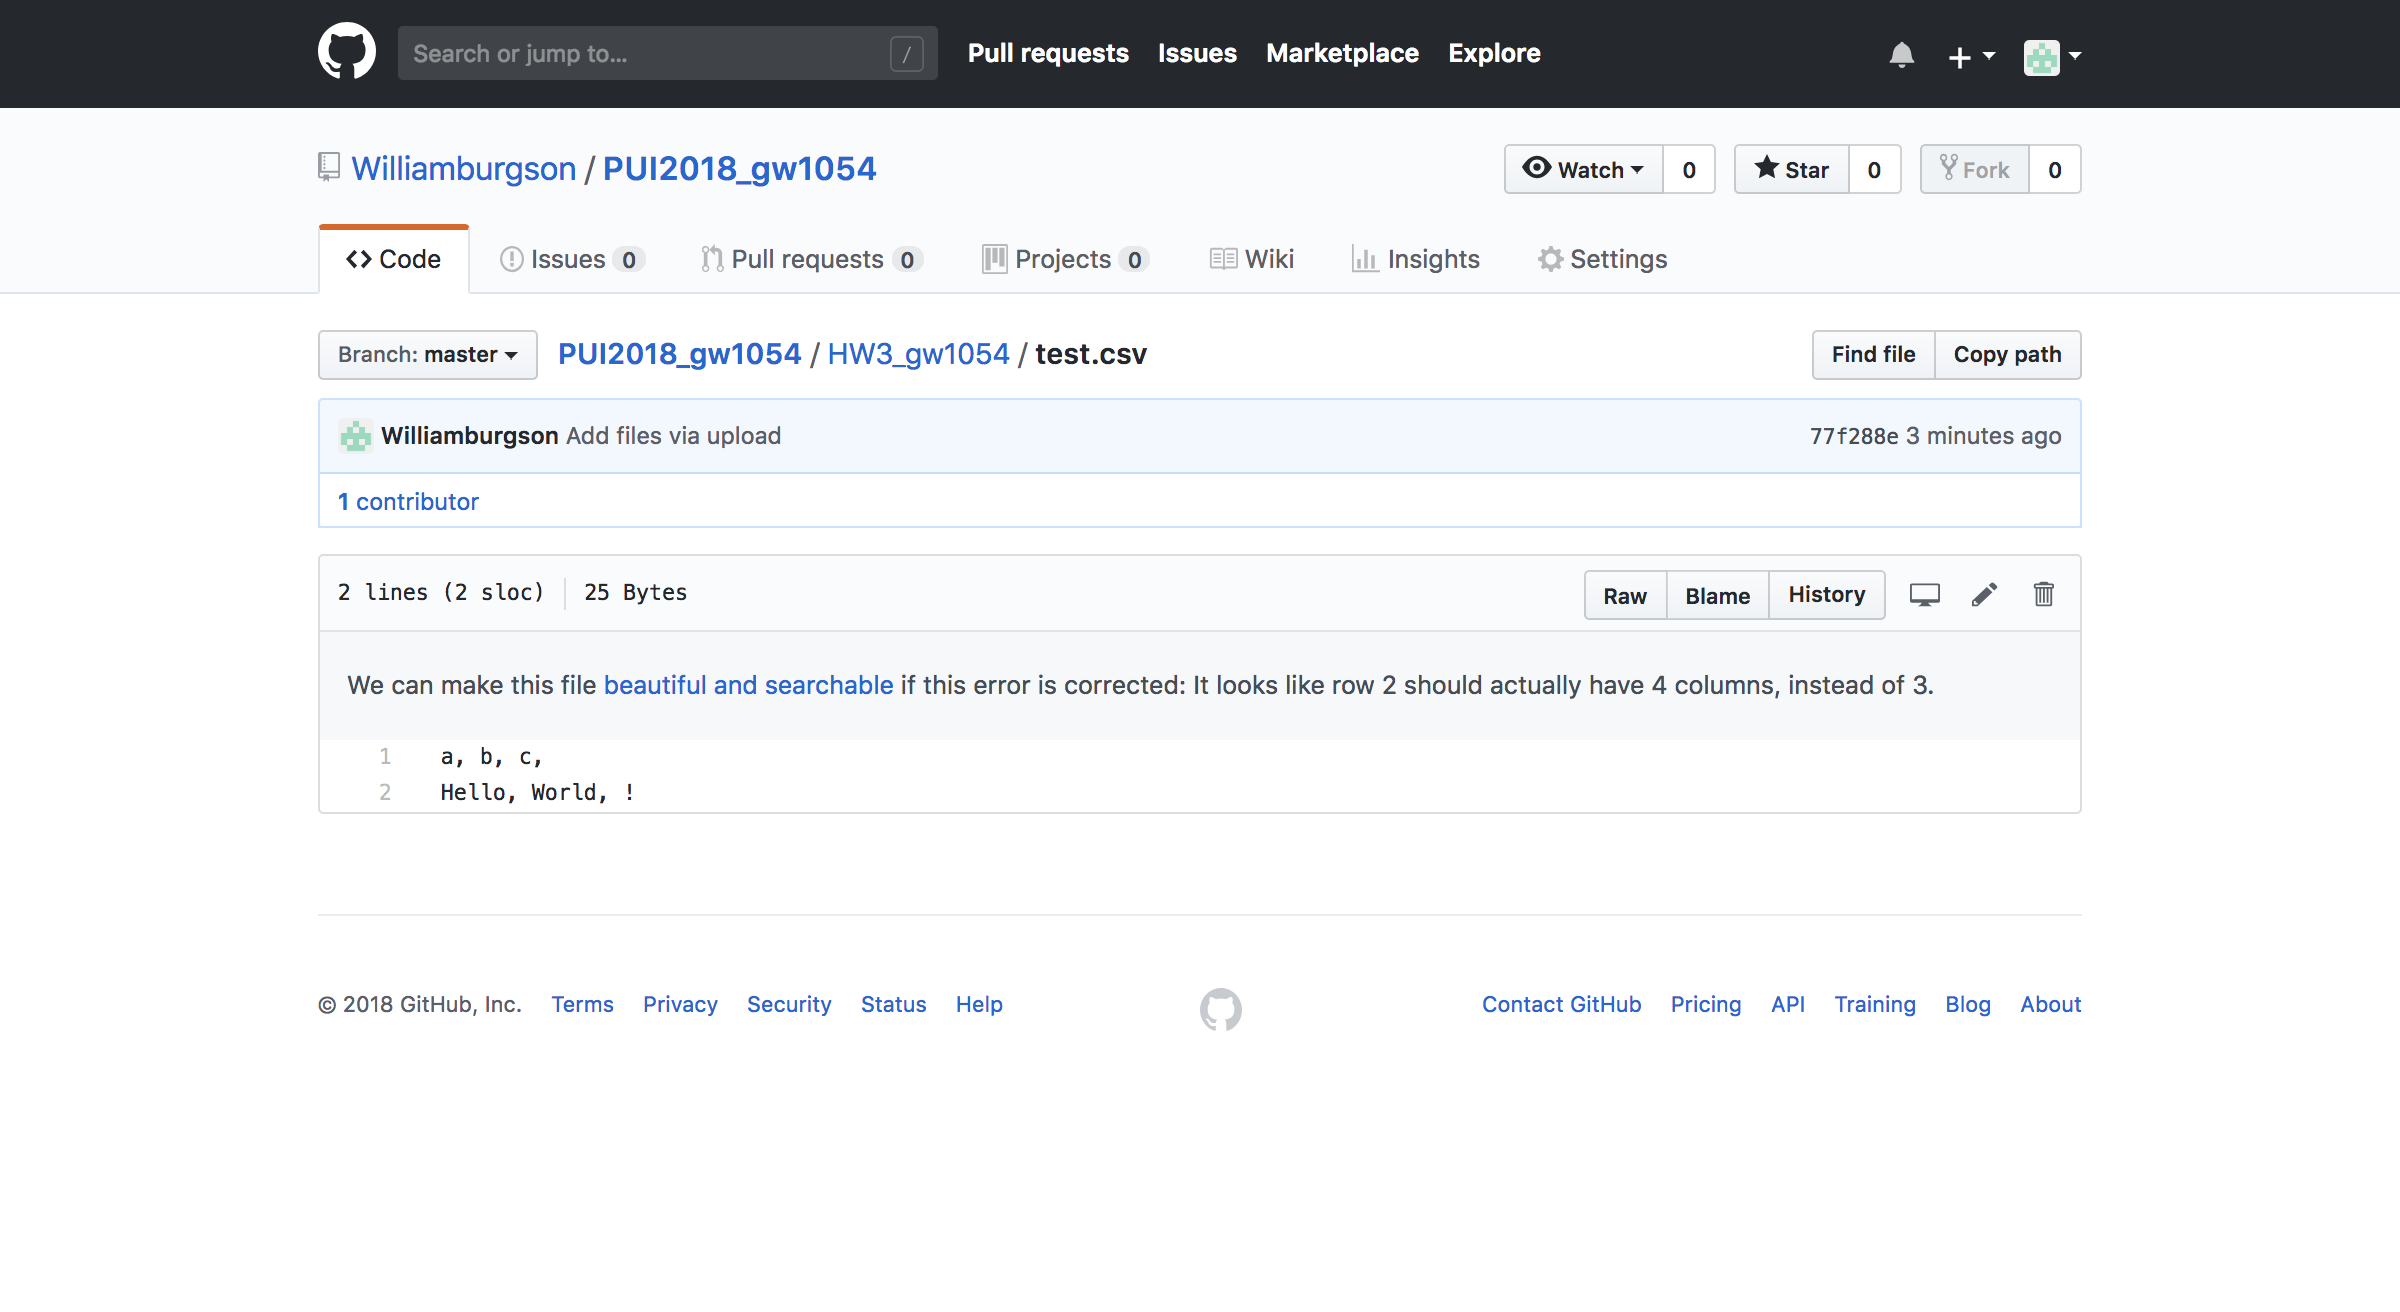 Search or jump to... /
Pull requests Issues Marketplace Explore
Williamburgson / PUI2018_gw1054
Watch 0 Star 0 Fork 0
Code Issues 0 Pull requests 0 Projects 0 Wiki Insights Settings
Branch: master PUI2018_gw1054 / HW3_gw1054 / test.csv Find file Copy path
Williamburgson Add files via upload 77f288e 3 minutes ago
1 contributor
2 lines (2 sloc) 25 Bytes Raw Blame History
We can make this file beautiful and searchable if this error is corrected: It looks like row 2 should actually have 4 columns, instead of 3.
1 a, b, c,
2 Hello, World, !
© 2018 GitHub, Inc. Terms Privacy Security Status Help Contact GitHub Pricing API Training Blog About